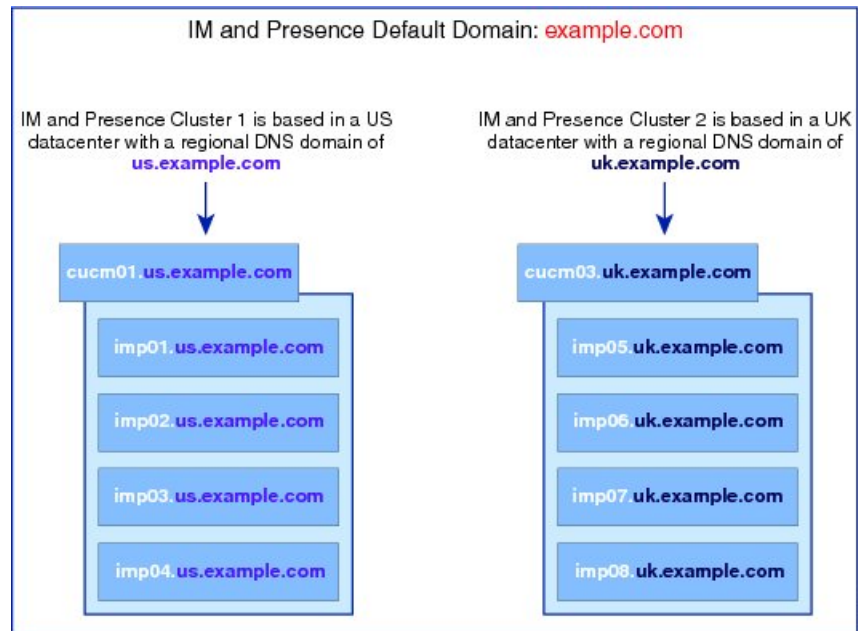 IM and Presence Default Domain: example.com
IM and Presence Cluster 1 is based in a US
datacenter with a regional DNS domain of
us.example.com
cucm01.us.example.com
imp01.us.example.com
imp02.us.example.com
imp03.us.example.com
imp04.us.example.com
IM and Presence Cluster 2 is based in a UK
datacenter with a regional DNS domain of
uk.example.com
cucm03.uk.example.com
imp05.uk.example.com
imp06.uk.example.com
imp07.uk.example.com
imp08.uk.example.com